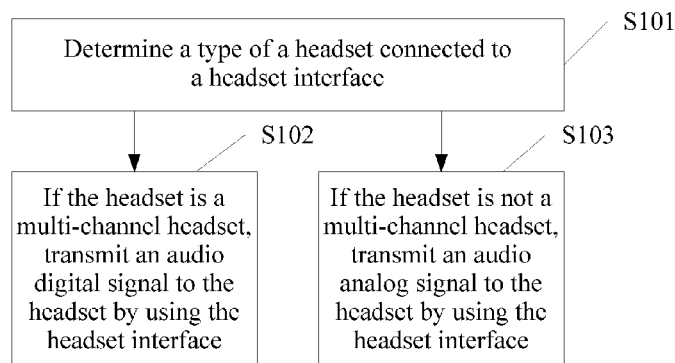 S101
Determine a type of a headset connected to
a headset interface
S102
S103
If the headset is a
multi-channel headset,
transmit an audio
digital signal to the
headset by using the
headset interface
If the headset is not a
multi-channel headset,
transmit an audio
analog signal to the
headset by using the
headset interface